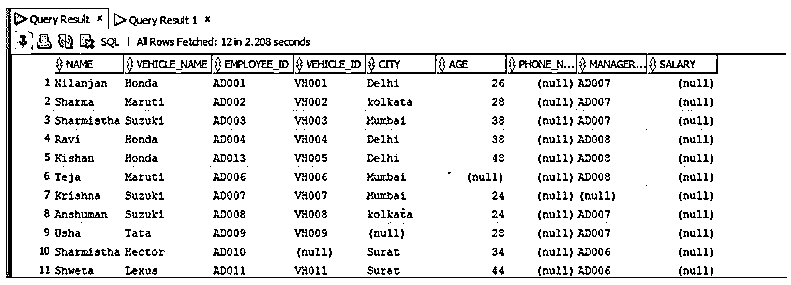 Query Result × Query Result 1 ×
SQL | All Rows Fetched: 12 in 2.208 seconds
NAME VEHICLE_NAME EMPLOYEE_ID VEHICLE_ID CITY AGE PHONE_N... MANAGER... SALARY
1 Nilanjan Honda AD001 VH001 Delhi 26 (null) AD007 (null)
2 Sharma Maruti AD002 VH002 kolkata 28 (null) AD007 (null)
3 Sharmistha Suzuki AD003 VH003 Mumbai 38 (null) AD007 (null)
4 Ravi Honda AD004 VH004 Delhi 38 (null) AD008 (null)
5 Kishan Honda AD013 VH005 Delhi 48 (null) AD008 (null)
6 Teja Maruti AD006 VH006 Mumbai (null) (null) AD008 (null)
7 Krishna Suzuki AD007 VH007 Mumbai 24 (null) (null) (null)
8 Anshuman Suzuki AD008 VH008 kolkata 24 (null) AD007 (null)
9 Usha Tata AD009 VH009 (null) 28 (null) AD007 (null)
10 Sharmistha Hector AD010 (null) Surat 34 (null) AD006 (null)
11 Shweta Lexus AD011 VH011 Surat 44 (null) AD006 (null)